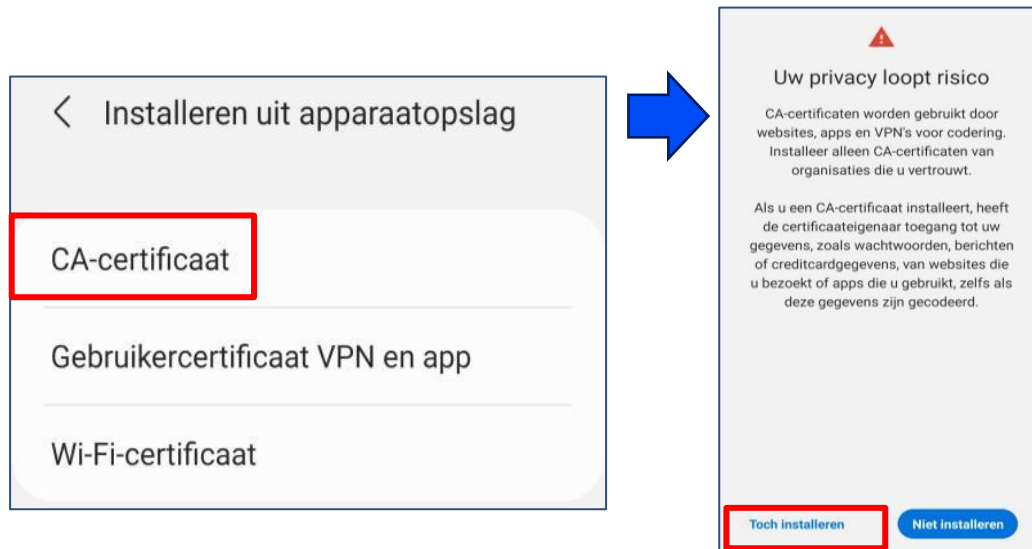 Installeren uit apparaatopslag
CA-certificaat
Gebruikercertificaat VPN en app
Wi-Fi-certificaat
Uw privacy loopt risico
CA-certificaten worden gebruikt door
websites, apps en VPN's voor codering.
Installeer alleen CA-certificaten van
organisaties die u vertrouwt.
Als u een CA-certificaat installeert, heeft
de certificaateigenaar toegang tot uw
gegevens, zoals wachtwoorden, berichten
of creditcardgegevens, van websites die
u bezoekt of apps die u gebruikt, zelfs als
deze gegevens zijn gecodeerd.
Toch installeren
Niet installeren